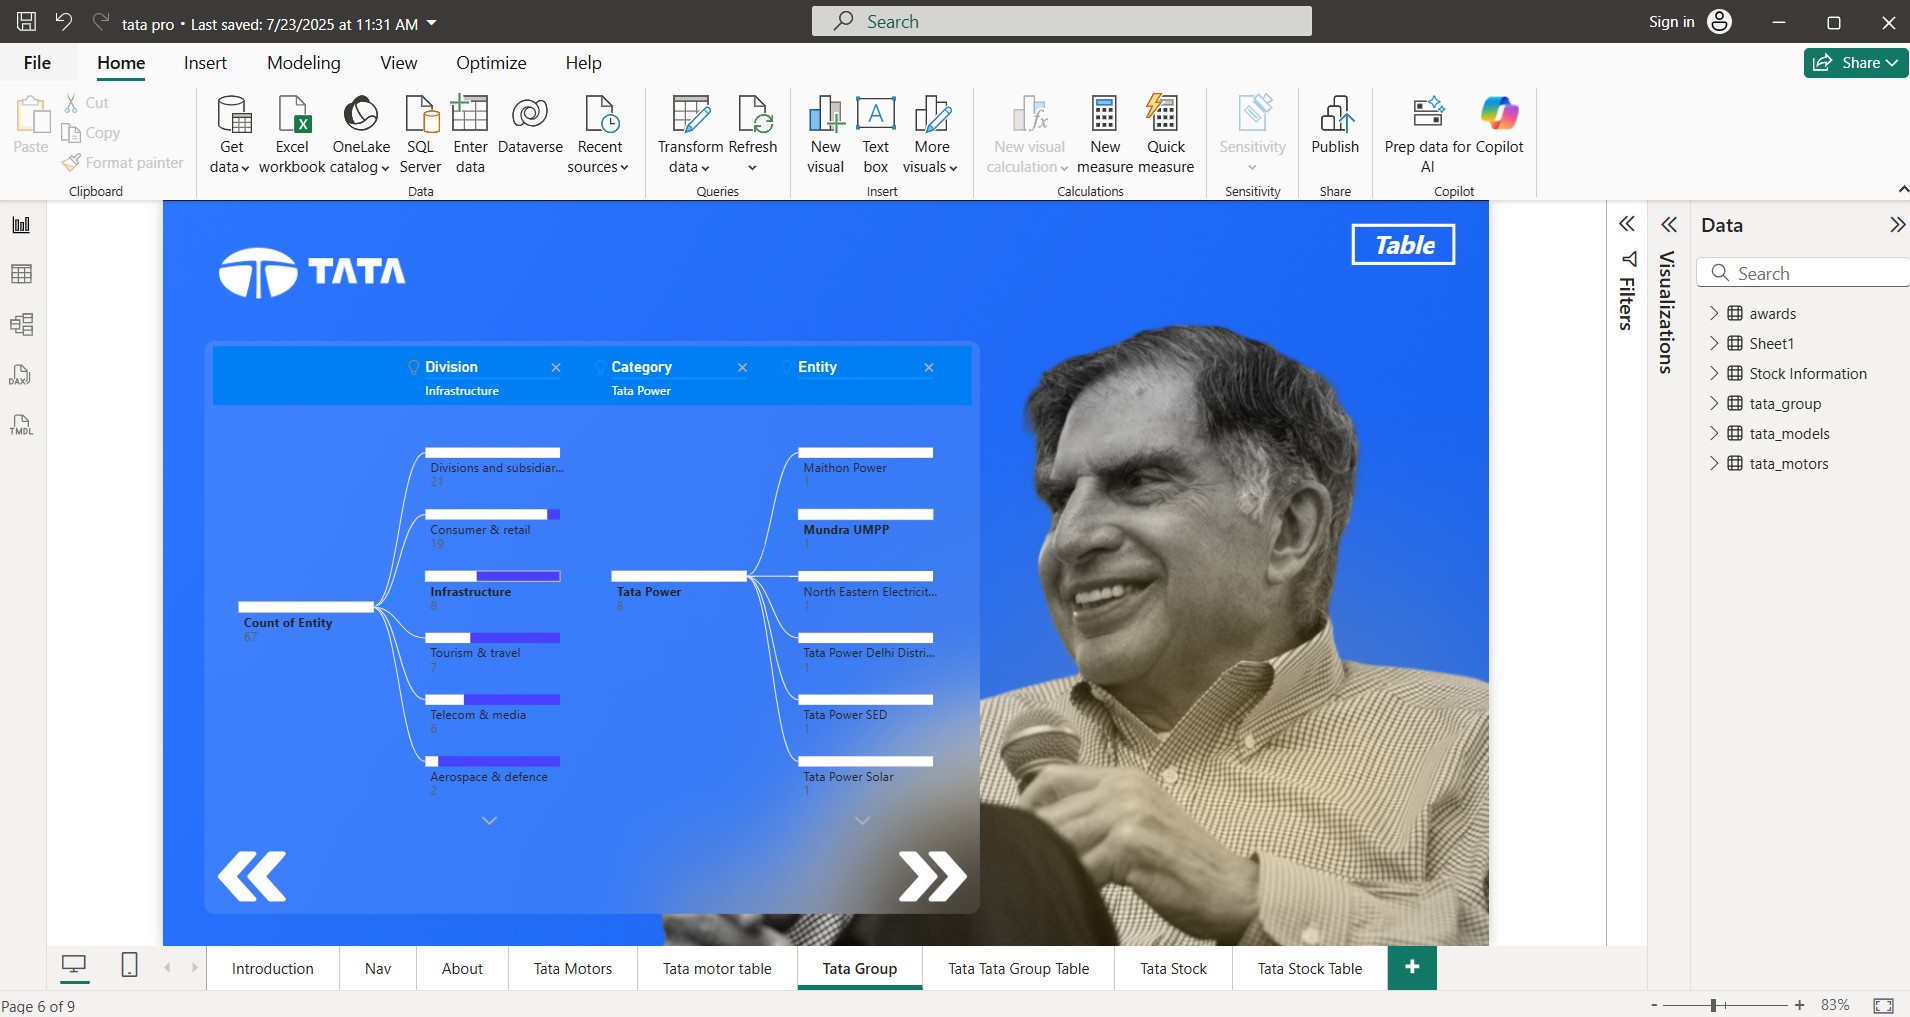 tata pro • Last saved: 7/23/2025 at 11:31 AM
Search
Sign in
File
Home
Insert
Modeling
View
Optimize
Help
Share
Paste
Cut
Copy
Format painter
Clipboard
Get data
Excel workbook
OneLake catalog
SQL Server
Enter data
Dataverse
Recent sources
Data
Transform data
Refresh
Queries
New visual
Text box
More visuals
Insert
New visual calculation
New measure
Quick measure
Calculations
Sensitivity
Sensitivity
Publish
Share
Prep data for AI
Copilot
Copilot
DAX
TMDL
TATA
Table
Division
Infrastructure
Category
Tata Power
Entity
Count of Entity
67
Divisions and subsidiar...
21
Consumer & retail
19
Infrastructure
8
Tourism & travel
7
Telecom & media
6
Aerospace & defence
2
Tata Power
8
Maithon Power
1
Mundra UMPP
1
North Eastern Electricit...
1
Tata Power Delhi Distri...
1
Tata Power SED
1
Tata Power Solar
1
Filters
Visualizations
Data
Search
awards
Sheet1
Stock Information
tata_group
tata_models
tata_motors
Introduction
Nav
About
Tata Motors
Tata motor table
Tata Group
Tata Tata Group Table
Tata Stock
Tata Stock Table
Page 6 of 9
83%